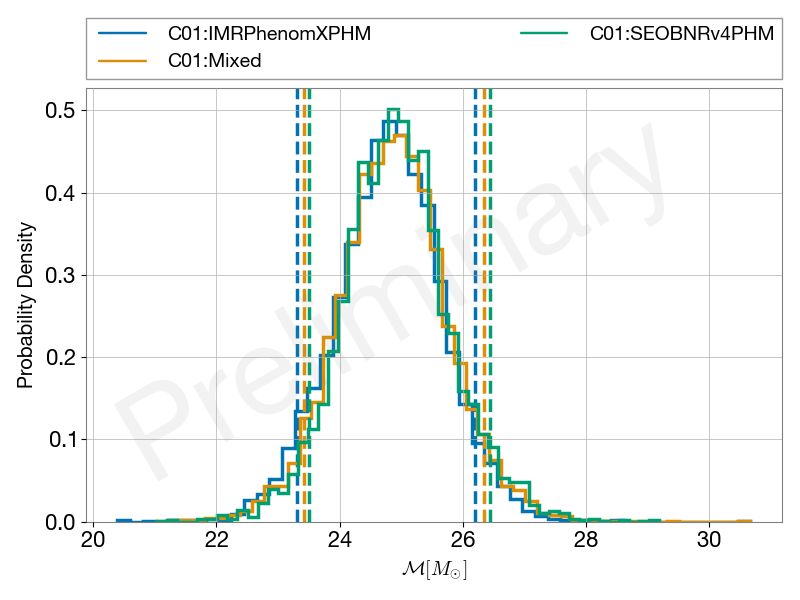 C01:IMRPhenomXPHM C01:SEOBNRv4PHM
C01:Mixed
Preliminary
Probability Density
0.5
0.4
0.3
0.2
0.1
0.0
20 22 24 26 28 30
ℳ[M⊙]